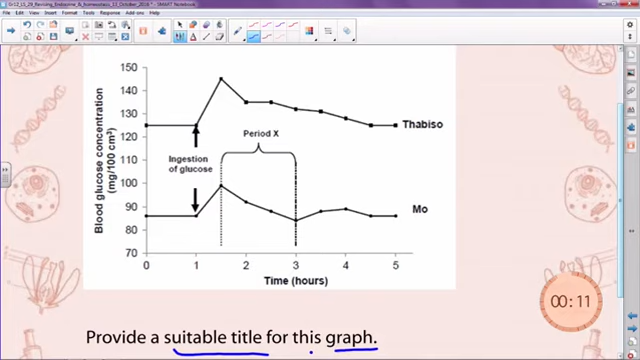 Gr12_LS_29_Revising_Endocrine_&_homeostasis_13_October_2016 * - SMART Notebook
File Edit View Insert Format Tools Add-ons Help
150
140
130
120
110
100
90
80
70
Blood glucose concentration
(mg/100 cm³)
Thabiso
Period X
Ingestion
of glucose
Mo
0 1 2 3 4 5
Time (hours)
00 : 11
Provide a suitable title for this graph.